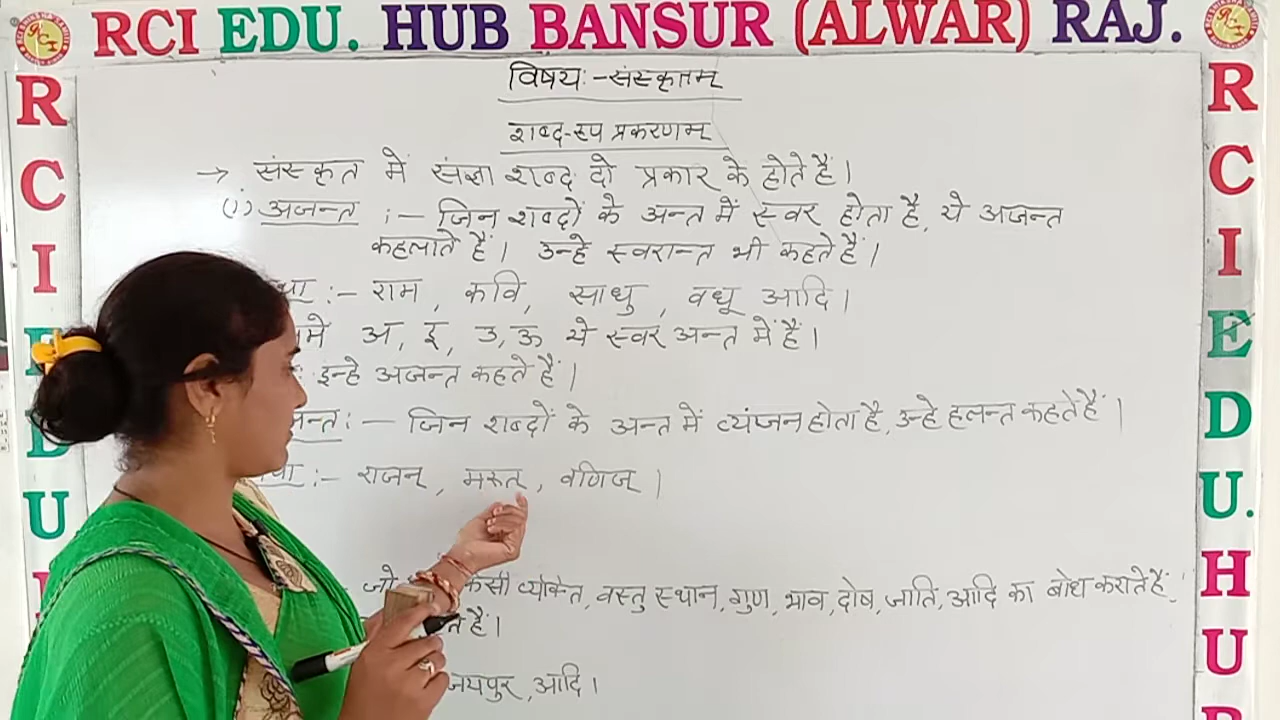 RCI EDU. HUB BANSUR (ALWAR) RAJ.
R
C
I
E
D
U
R
C
I
E
D
U.
H
U
विषयः-संस्कृतम्
शब्द-रूप प्रकरणम्
→ संस्कृत में संज्ञा शब्द दो प्रकार के होते हैं।
(1) अजन्त :- जिन शब्दों के अन्त में स्वर होता है, ये अजन्त
कहलाते हैं। उन्हे स्वरान्त भी कहते हैं।
:- राम, कवि, साधु, वधू आदि।
अ, इ, उ, ऊ ये स्वर अन्त में हैं।
इन्हे अजन्त कहते हैं।
:- जिन शब्दों के अन्त में व्यंजन होता है, उन्हे हलन्त कहते हैं।
:- राजन्, मरुत्, वणिज्।
जो व्यक्ति, वस्तु स्थान, गुण, भाव, दोष, जाति, आदि का बोध कराते हैं,
हैं।
जयपुर, आदि।